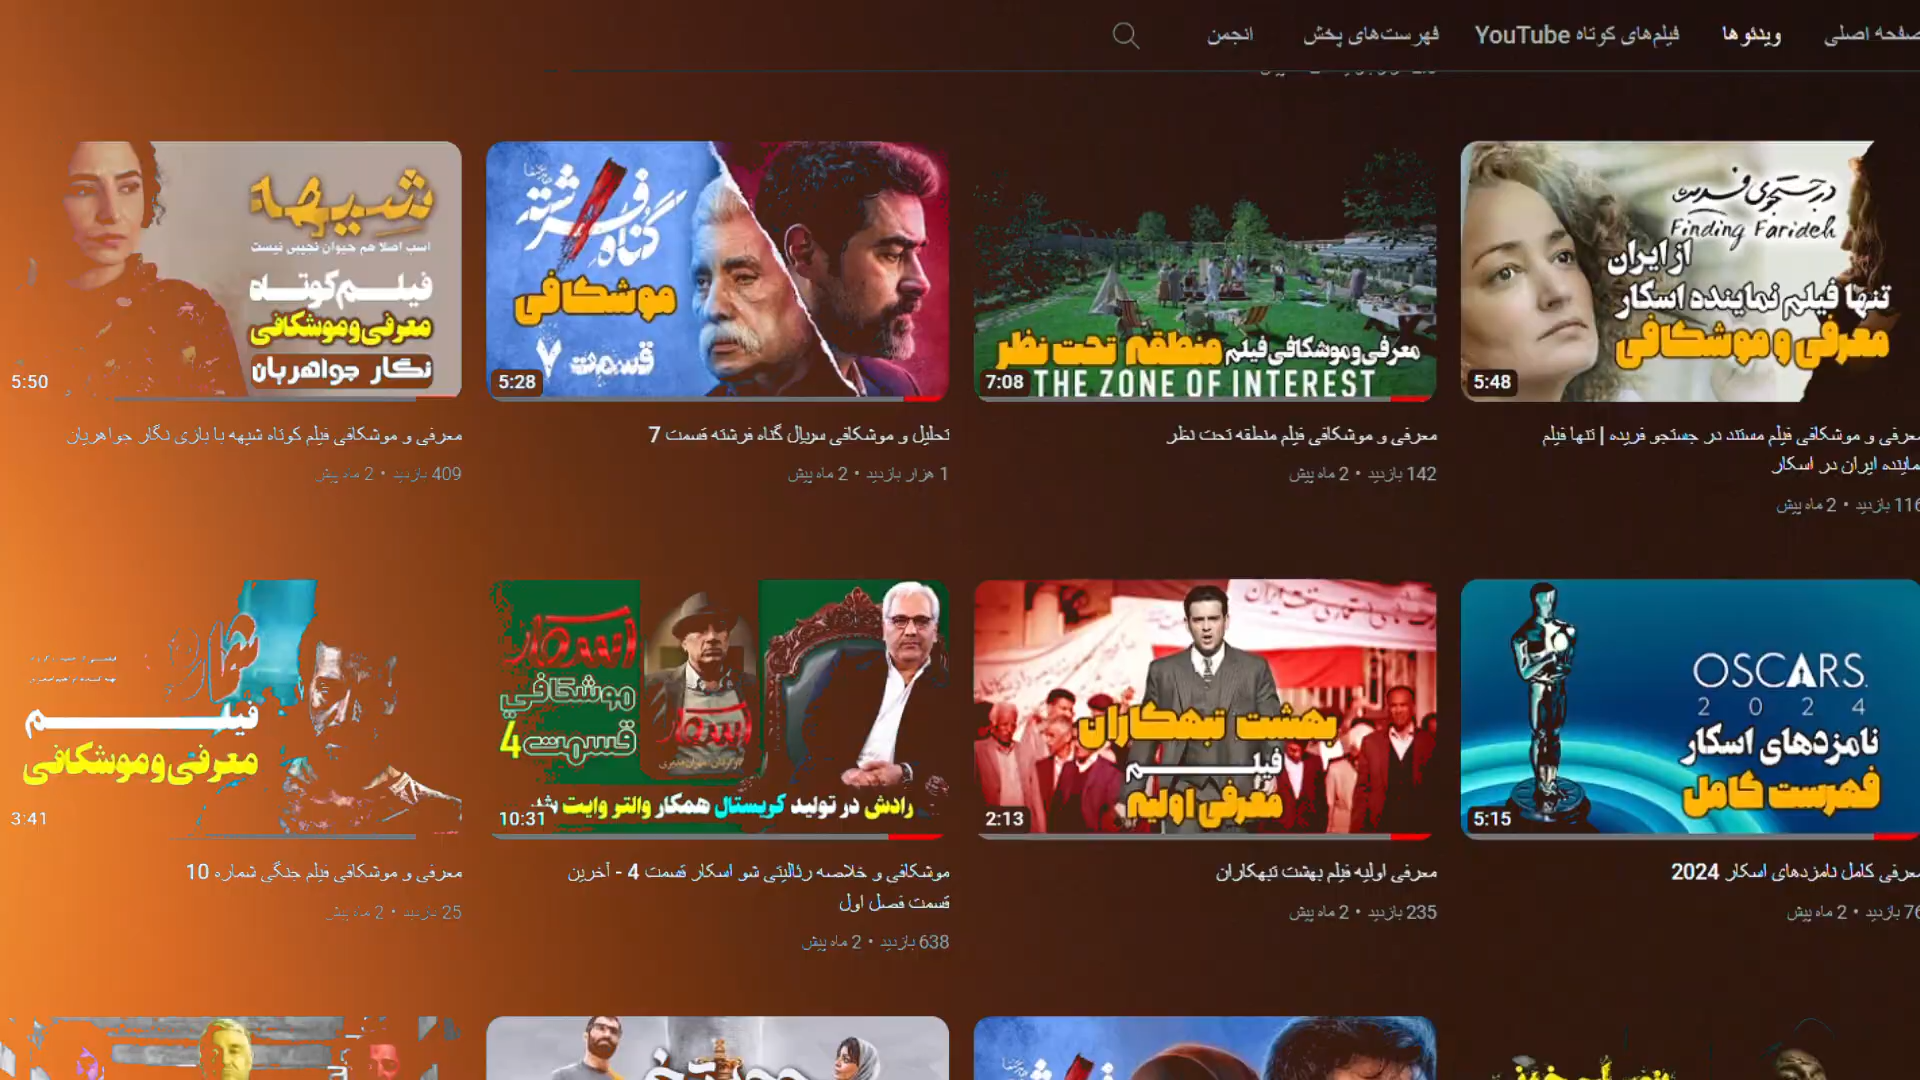 صفحه اصلی
ویدئو ها
فیلم‌های کوتاه YouTube
فهرست‌های پخش
انجمن
در جستجوی فریده
Finding Farideh
از ایران
تنها فیلم نماینده اسکار
معرفی و موشکافی
5:48
معرفی و موشکافی فیلم منطقه تحت نظر
THE ZONE OF INTEREST
7:08
گناه فرشته
موشکافی
قسمت ۷
5:28
شیهه
اسب اصلا هم حیوان نجیبی نیست
فیلم کوتاه
معرفی و موشکافی
نگار جواهریان
5:50
معرفی و موشکافی فیلم مستند در جستجو فریده | تنها فیلم
نماینده ایران در اسکار
116 بازدید • 2 ماه پیش
معرفی و موشکافی فیلم منطقه تحت نظر
142 بازدید • 2 ماه پیش
تحلیل و موشکافی سریال گناه فرشته قسمت 7
1 هزار بازدید • 2 ماه پیش
معرفی و موشکافی فیلم کوتاه شیهه با بازی نگار جواهریان
409 بازدید • 2 ماه پیش
OSCARS
2 0 2 4
نامزدهای اسکار
فهرست کامل
5:15
بهشت تبهکاران
فیلم
معرفی اولیه
2:13
اسکار
موشکافی
قسمت 4
اسکار
رادش در تولید کریستال همکار والتر وایت شد
10:31
فیلم
معرفی و موشکافی
3:41
معرفی کامل نامزدهای اسکار 2024
76 بازدید • 2 ماه پیش
معرفی اولیه فیلم بهشت تبهکاران
235 بازدید • 2 ماه پیش
موشکافی و خلاصه رئالیتی شو اسکار قسمت 4 - آخرین
قسمت فصل اول
638 بازدید • 2 ماه پیش
معرفی و موشکافی فیلم جنگی شماره 10
25 بازدید • 2 ماه پیش